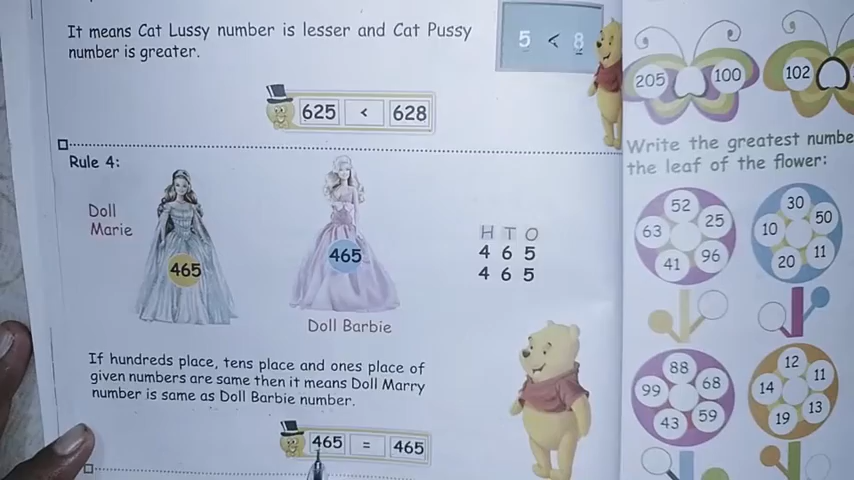 It means Cat Lussy number is lesser and Cat Pussy
number is greater.
5 < 8
625 < 628
Rule 4:
Doll
Marie
465
465
Doll Barbie
H T O
4 6 5
4 6 5
If hundreds place, tens place and ones place of
given numbers are same then it means Doll Marry
number is same as Doll Barbie number.
465 = 465
205 100
102
Write the greatest numbe
the leaf of the flower:
52
63 25
41 96
30
10 50
20 11
88
99 68
43 59
12
14 11
19 13